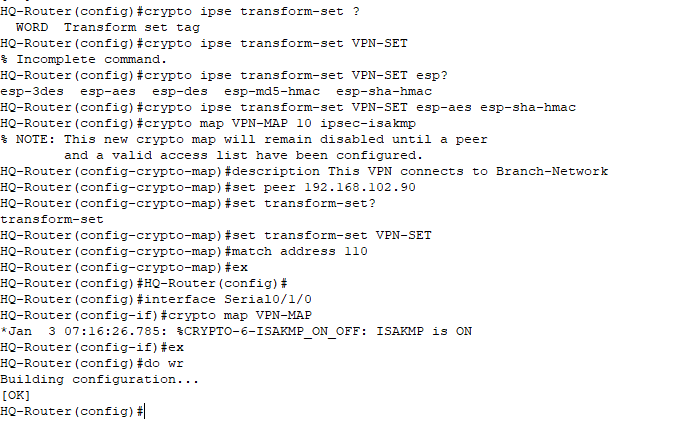 HQ-Router(config)#crypto ipse transform-set ?
  WORD  Transform set tag
HQ-Router(config)#crypto ipse transform-set VPN-SET
% Incomplete command.
HQ-Router(config)#crypto ipse transform-set VPN-SET esp?
esp-3des  esp-aes  esp-des  esp-md5-hmac  esp-sha-hmac
HQ-Router(config)#crypto ipse transform-set VPN-SET esp-aes esp-sha-hmac
HQ-Router(config)#crypto map VPN-MAP 10 ipsec-isakmp
% NOTE: This new crypto map will remain disabled until a peer
        and a valid access list have been configured.
HQ-Router(config-crypto-map)#description This VPN connects to Branch-Network
HQ-Router(config-crypto-map)#set peer 192.168.102.90
HQ-Router(config-crypto-map)#set transform-set?
transform-set
HQ-Router(config-crypto-map)#set transform-set VPN-SET
HQ-Router(config-crypto-map)#match address 110
HQ-Router(config-crypto-map)#ex
HQ-Router(config)#HQ-Router(config)#
HQ-Router(config)#interface Serial0/1/0
HQ-Router(config-if)#crypto map VPN-MAP
*Jan  3 07:16:26.785: %CRYPTO-6-ISAKMP_ON_OFF: ISAKMP is ON
HQ-Router(config-if)#ex
HQ-Router(config)#do wr
Building configuration...
[OK]
HQ-Router(config)#